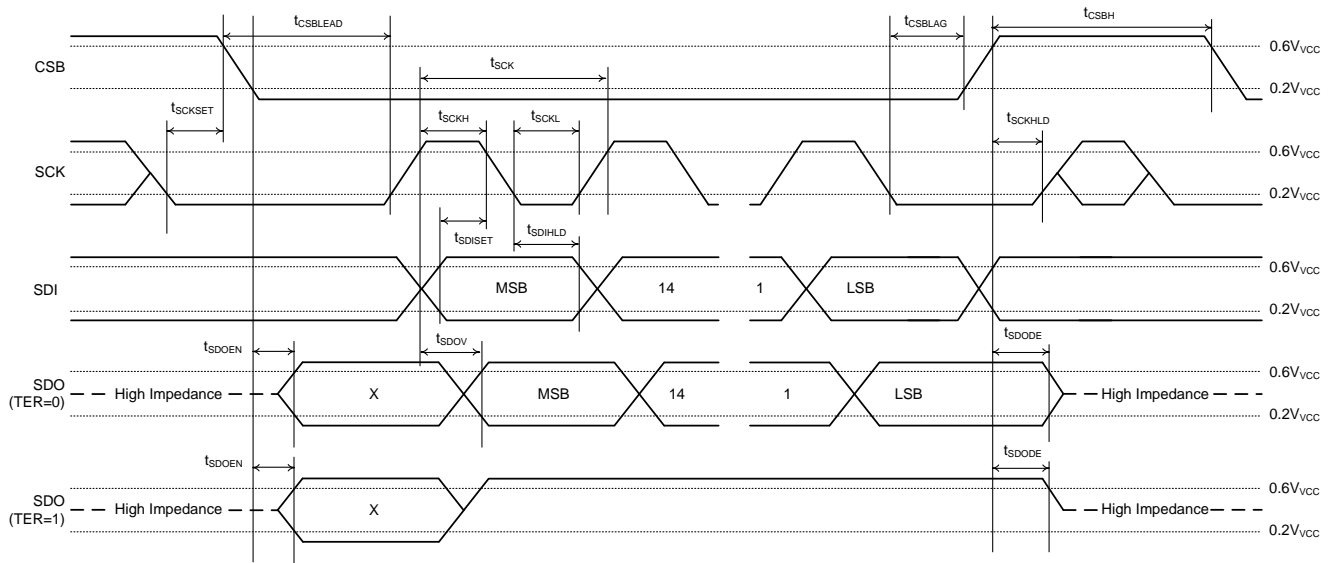 tCSBLEAD
tCSBLAG
tCSBH
CSB
0.6VVCC
0.2VVCC
tSCK
tSCKSET
tSCKH
tSCKL
tSCKHLD
SCK
0.6VVCC
0.2VVCC
tSDISET
tSDIHLD
SDI
MSB
14
1
LSB
0.6VVCC
0.2VVCC
tSDOEN
tSDOV
tSDODE
SDO
(TER=0)
High Impedance
X
MSB
14
1
LSB
High Impedance
0.6VVCC
0.2VVCC
tSDOEN
tSDODE
SDO
(TER=1)
High Impedance
X
High Impedance
0.6VVCC
0.2VVCC